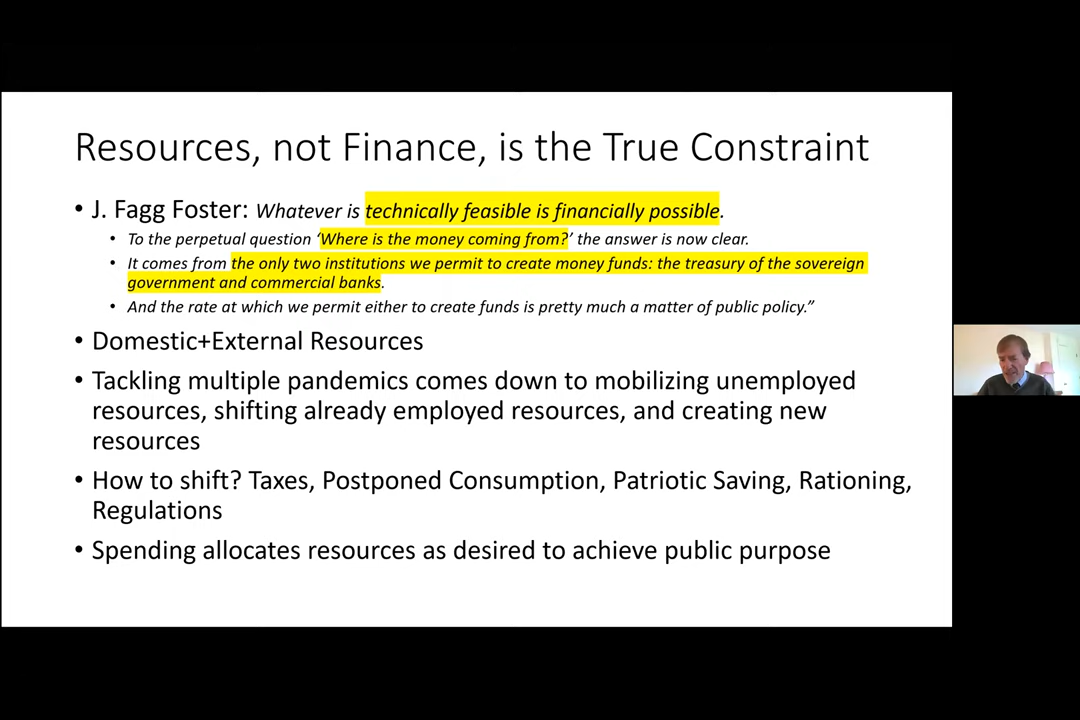 Resources, not Finance, is the True Constraint
• J. Fagg Foster: Whatever is technically feasible is financially possible.
• To the perpetual question ‘Where is the money coming from?’ the answer is now clear.
• It comes from the only two institutions we permit to create money funds: the treasury of the sovereign
government and commercial banks.
• And the rate at which we permit either to create funds is pretty much a matter of public policy.”
• Domestic+External Resources
• Tackling multiple pandemics comes down to mobilizing unemployed
resources, shifting already employed resources, and creating new
resources
• How to shift? Taxes, Postponed Consumption, Patriotic Saving, Rationing,
Regulations
• Spending allocates resources as desired to achieve public purpose